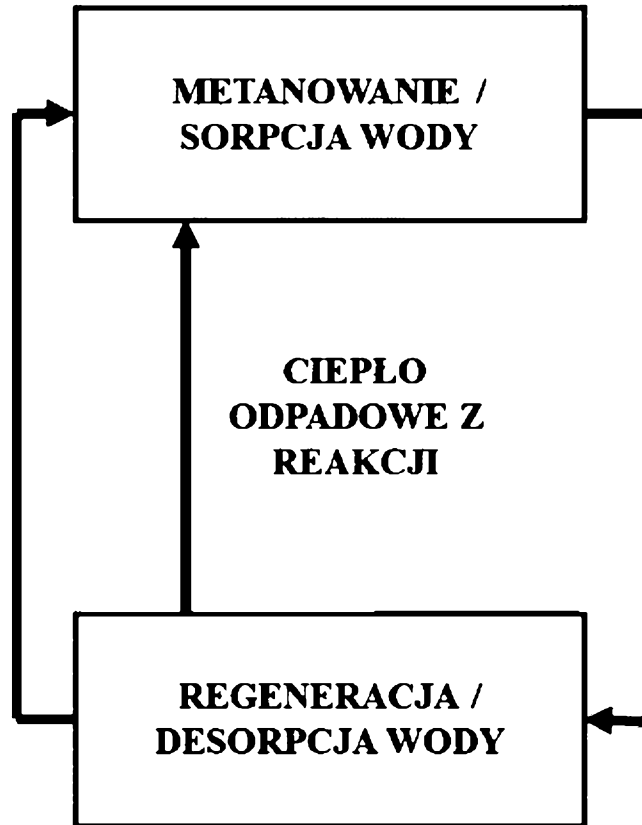 METANOWANIE /
SORPCJA WODY
CIEPŁO
ODPADOWE Z
REAKCJI
REGENERACJA /
DESORPCJA WODY